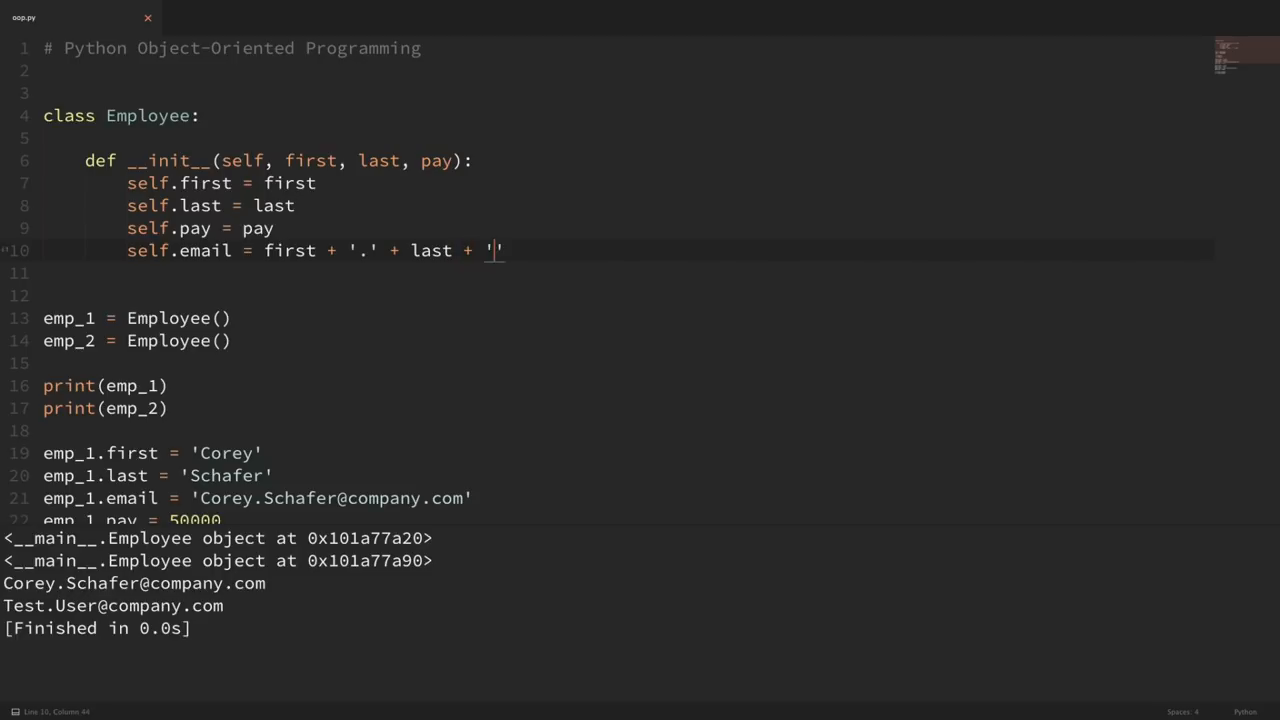 oop.py
1 # Python Object-Oriented Programming
2
3
4 class Employee:
5
6     def __init__(self, first, last, pay):
7         self.first = first
8         self.last = last
9         self.pay = pay
10         self.email = first + '.' + last + ''
11
12
13 emp_1 = Employee()
14 emp_2 = Employee()
15
16 print(emp_1)
17 print(emp_2)
18
19 emp_1.first = 'Corey'
20 emp_1.last = 'Schafer'
21 emp_1.email = 'Corey.Schafer@company.com'
22 emp_1.pay = 50000
<__main__.Employee object at 0x101a77a20>
<__main__.Employee object at 0x101a77a90>
Corey.Schafer@company.com
Test.User@company.com
[Finished in 0.0s]
Line 10, Column 44
Spaces: 4
Python